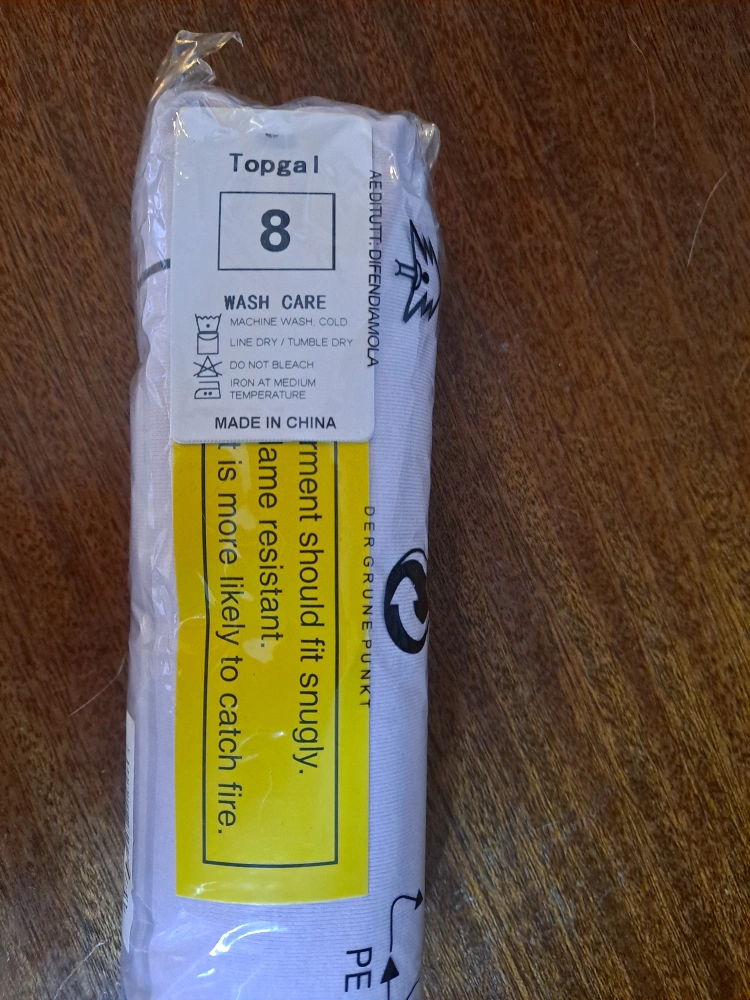 Topgal
8
WASH CARE
MACHINE WASH, COLD
LINE DRY / TUMBLE DRY
DO NOT BLEACH
IRON AT MEDIUM
TEMPERATURE
MADE IN CHINA
rment should fit snugly.
lame resistant.
t is more likely to catch fire.
AEDITUTT:DIFENDIAMOLA
DER GRUNE PUNKT
PE